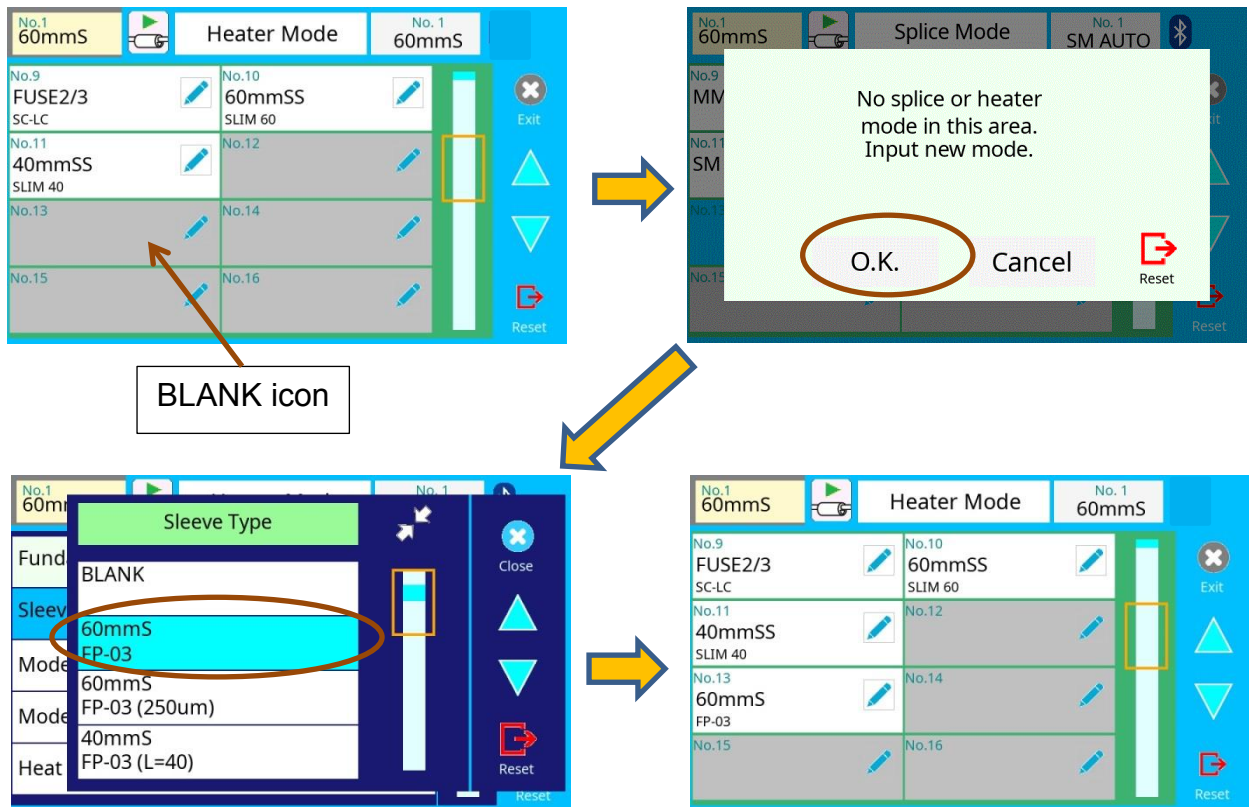 No.1
60mmS
Heater Mode
No. 1
60mmS
No.9
FUSE2/3
SC-LC
No.10
60mmSS
SLIM 60
Exit
No.11
40mmSS
SLIM 40
No.12
No.13
No.14
No.15
No.16
Reset
BLANK icon
No.1
60mmS
Splice Mode
No. 1
SM AUTO
No.9
MM
No splice or heater
mode in this area.
Input new mode.
No.11
SM
No.15
O.K.
Cancel
Reset
Reset
No.1
60m
No. 1
Sleeve Type
Close
Fund
BLANK
Sleev
60mmS
FP-03
Mode
60mmS
FP-03 (250um)
Mode
40mmS
FP-03 (L=40)
Heat
Reset
Reset
No.1
60mmS
Heater Mode
No. 1
60mmS
No.9
FUSE2/3
SC-LC
No.10
60mmSS
SLIM 60
Exit
No.11
40mmSS
SLIM 40
No.12
No.13
60mmS
FP-03
No.14
No.15
No.16
Reset